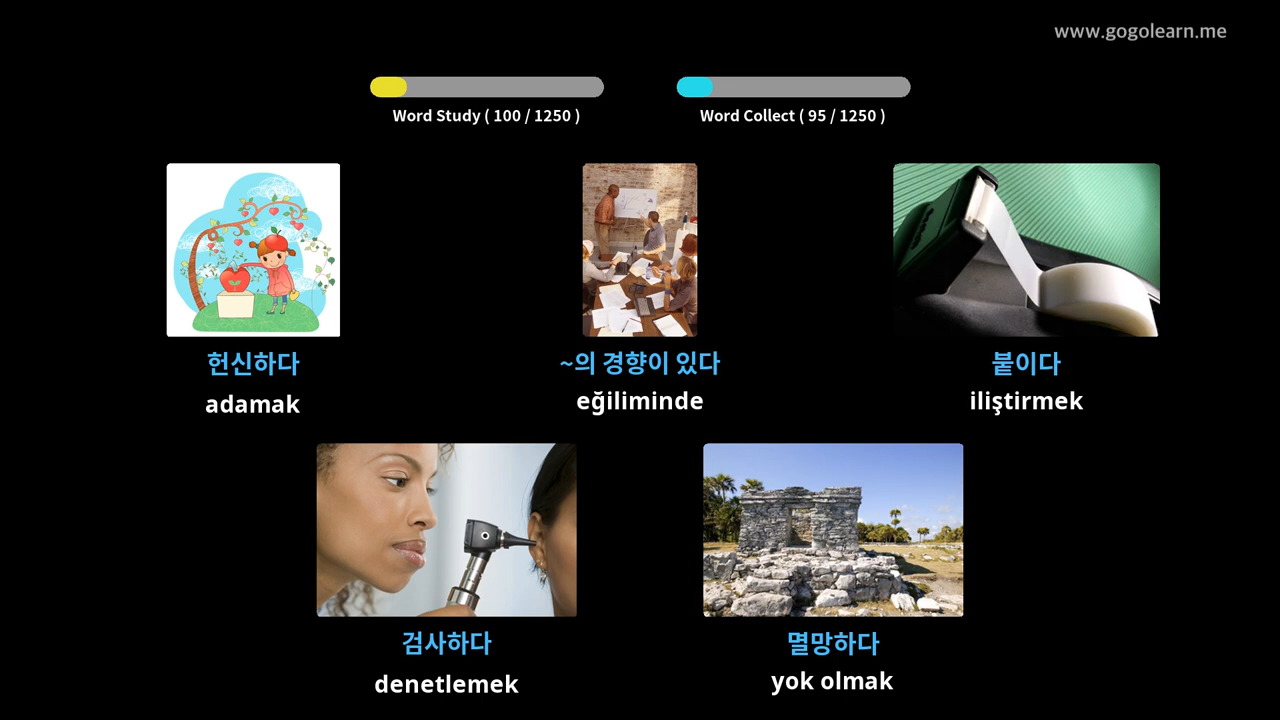 www.gogolearn.me
Word Study ( 100 / 1250 )
Word Collect ( 95 / 1250 )
헌신하다
adamak
~의 경향이 있다
eğiliminde
붙이다
iliştirmek
검사하다
denetlemek
멸망하다
yok olmak